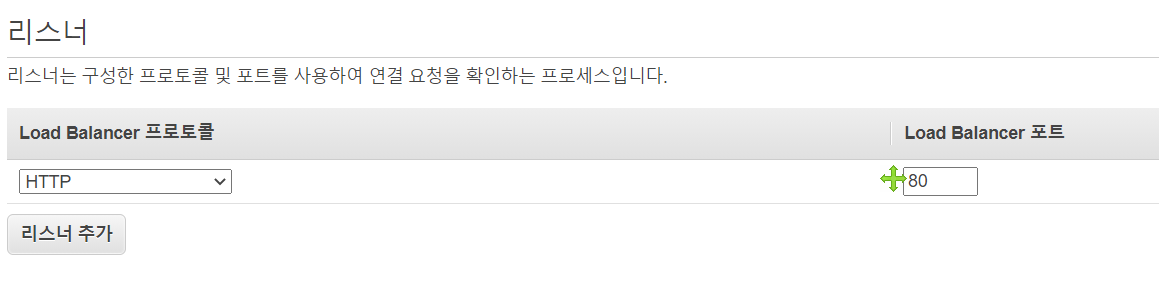 리스너
리스너는 구성한 프로토콜 및 포트를 사용하여 연결 요청을 확인하는 프로세스입니다.
Load Balancer 프로토콜 Load Balancer 포트
HTTP 80
리스너 추가